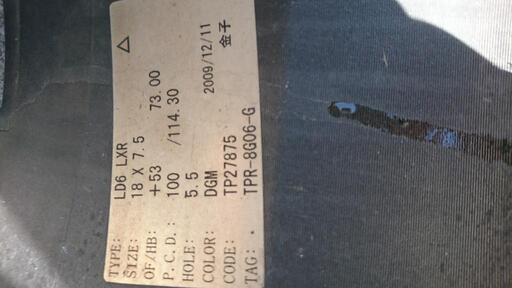 TYPE: LD6 LXR △
SIZE: 18 X 7.5
OF/HB: +53 73.00
P.C.D.: 100 /114.30
HOLE: 5.5
COLOR: DGM 2009/12/11
CODE: TP27875 金子
TAG: . TPR-8G06-G